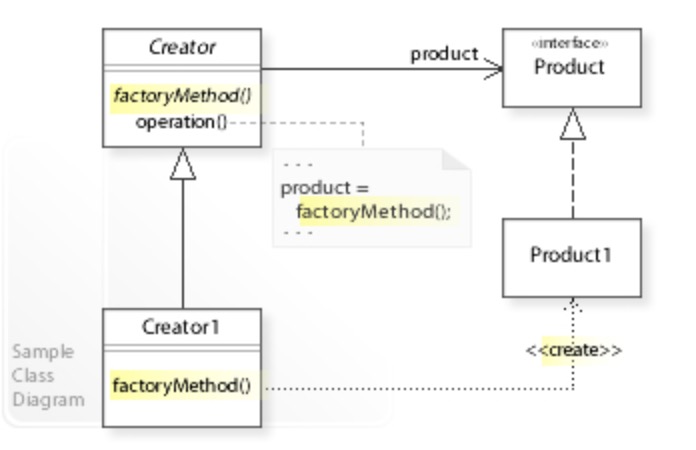 Creator
factoryMethod()
operation()
product
«interface»
Product
- - -
product =
factoryMethod();
- - -
Product1
Creator1
factoryMethod()
<<create>>
Sample
Class
Diagram